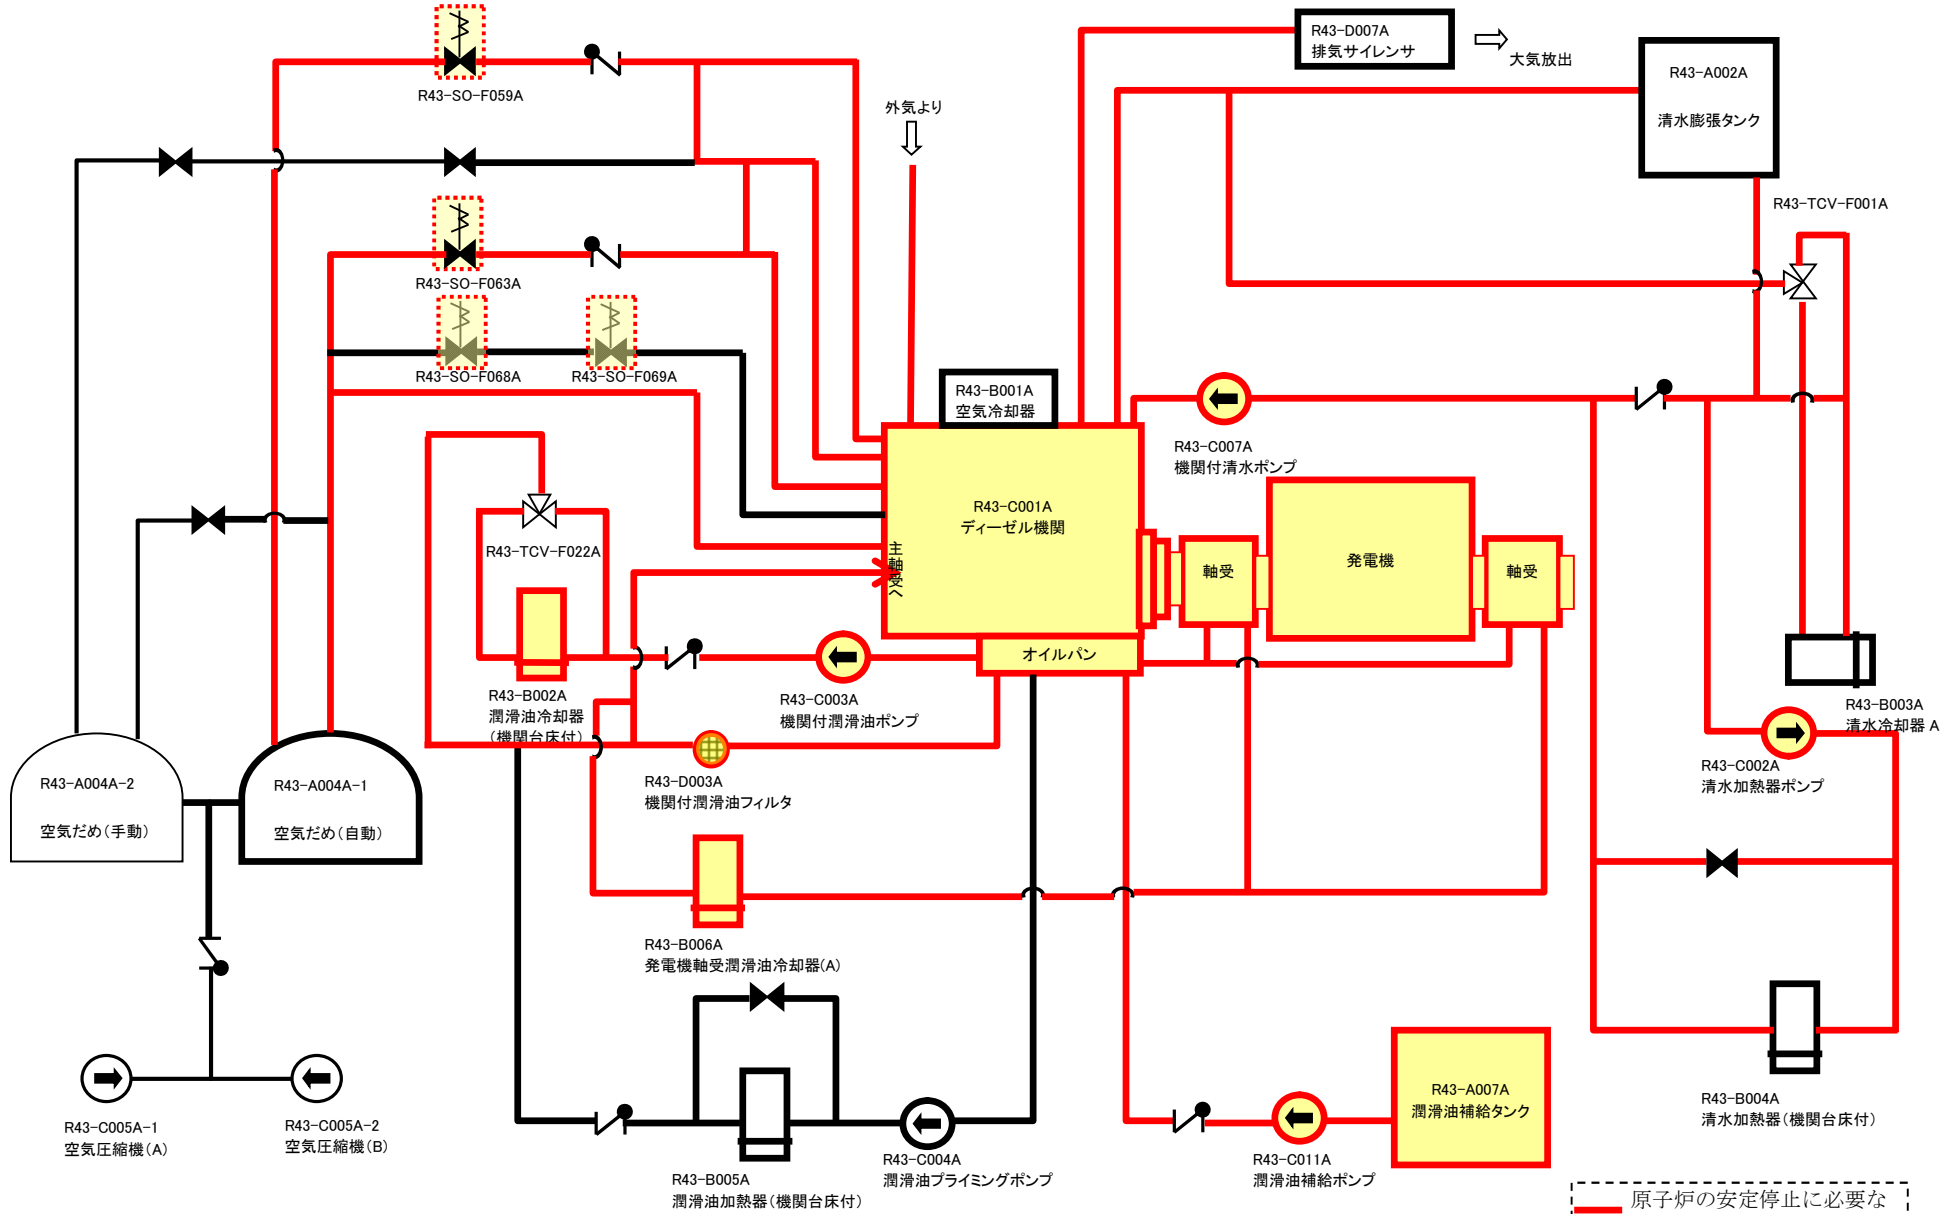 R43-D007A
排気サイレンサ
大気放出
R43-A002A
清水膨張タンク
R43-SO-F059A
外気より
R43-TCV-F001A
R43-SO-F063A
R43-SO-F068A
R43-SO-F069A
R43-B001A
空気冷却器
R43-C007A
機関付清水ポンプ
R43-C001A
ディーゼル機関
R43-TCV-F022A
主軸受へ
軸受
発電機
軸受
オイルパン
R43-B002A
潤滑油冷却器
(機関台床付)
R43-C003A
機関付潤滑油ポンプ
R43-B003A
清水冷却器 A
R43-C002A
清水加熱器ポンプ
R43-A004A-2
空気だめ(手動)
R43-A004A-1
空気だめ(自動)
R43-D003A
機関付潤滑油フィルタ
R43-B006A
発電機軸受潤滑油冷却器(A)
R43-C005A-1
空気圧縮機(A)
R43-C005A-2
空気圧縮機(B)
R43-B005A
潤滑油加熱器(機関台床付)
R43-C004A
潤滑油プライミングポンプ
R43-C011A
潤滑油補給ポンプ
R43-A007A
潤滑油補給タンク
R43-B004A
清水加熱器(機関台床付)
原子炉の安定停止に必要な